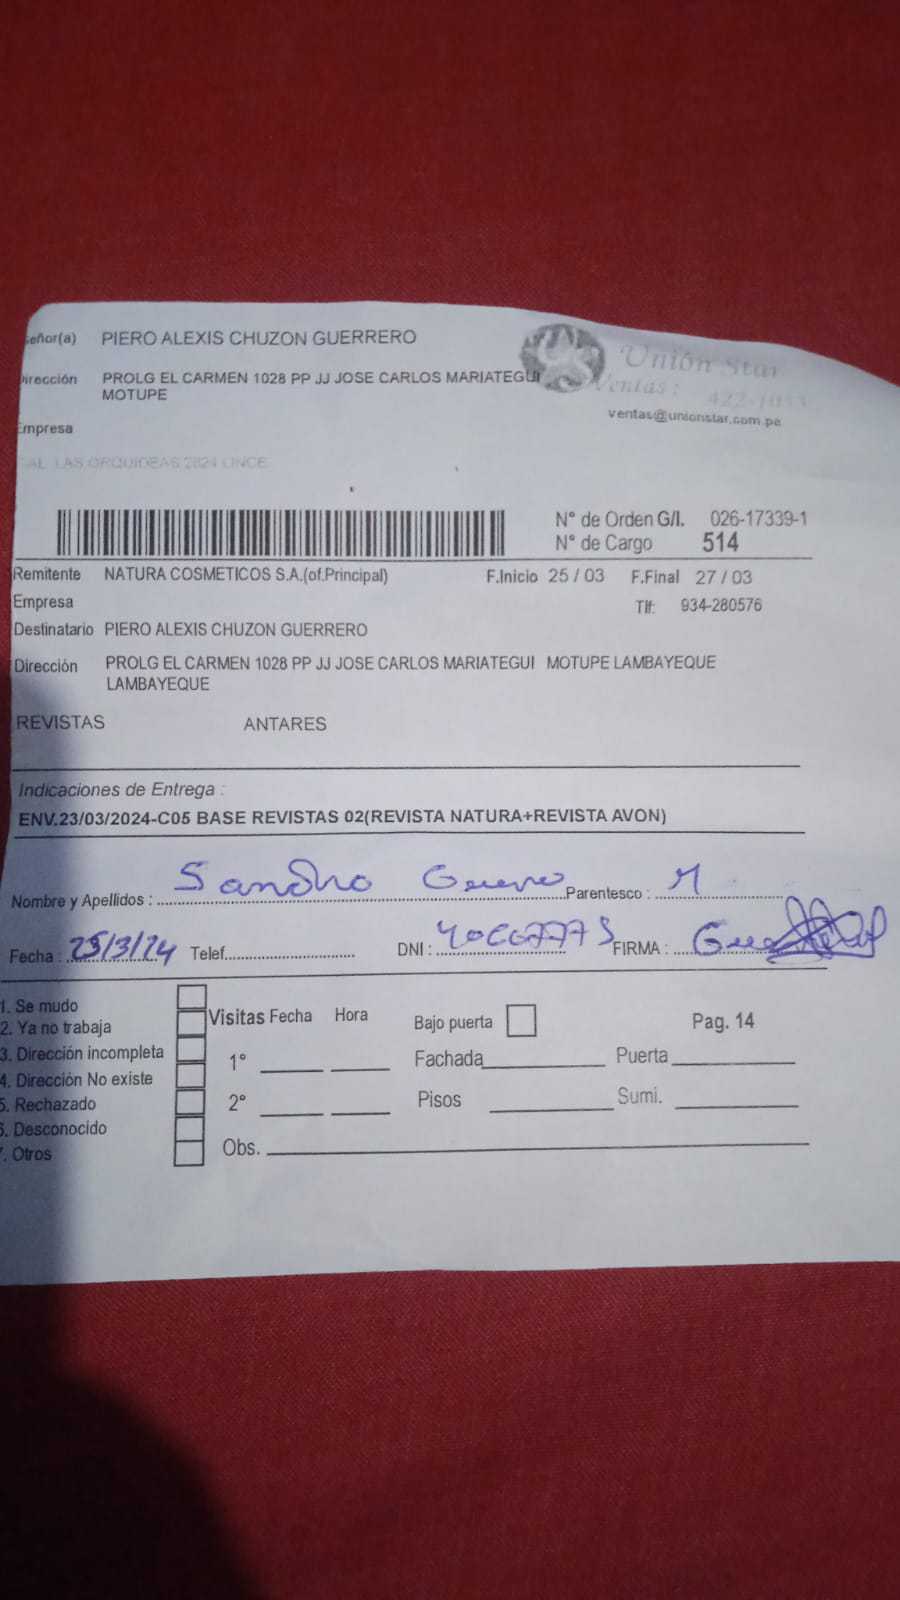 eñor(a) PIERO ALEXIS CHUZON GUERRERO
irección PROLG EL CARMEN 1028 PP JJ JOSE CARLOS MARIATEGUI
MOTUPE
Unión Star
Ventas :
ventas@unionstar.com.pe
Empresa
CAL LAS ORQUIDEAS 2824 LINCE
N° de Orden G/I. 026-17339-1
N° de Cargo 514
Remitente NATURA COSMETICOS S.A.(of.Principal) F.Inicio 25 / 03 F.Final 27 / 03
Empresa Tlf: 934-280576
Destinatario PIERO ALEXIS CHUZON GUERRERO
Dirección PROLG EL CARMEN 1028 PP JJ JOSE CARLOS MARIATEGUI MOTUPE LAMBAYEQUE
LAMBAYEQUE
REVISTAS ANTARES
Indicaciones de Entrega :
ENV.23/03/2024-C05 BASE REVISTAS 02(REVISTA NATURA+REVISTA AVON)
Nombre y Apellidos : Sandro Parentesco : M
Fecha : 25/3/24 Telef. DNI : FIRMA :
1. Se mudo
2. Ya no trabaja
3. Dirección incompleta
4. Dirección No existe
5. Rechazado
6. Desconocido
7. Otros
Visitas Fecha Hora Bajo puerta Pag. 14
1° Fachada Puerta
2° Pisos Sumi.
Obs.